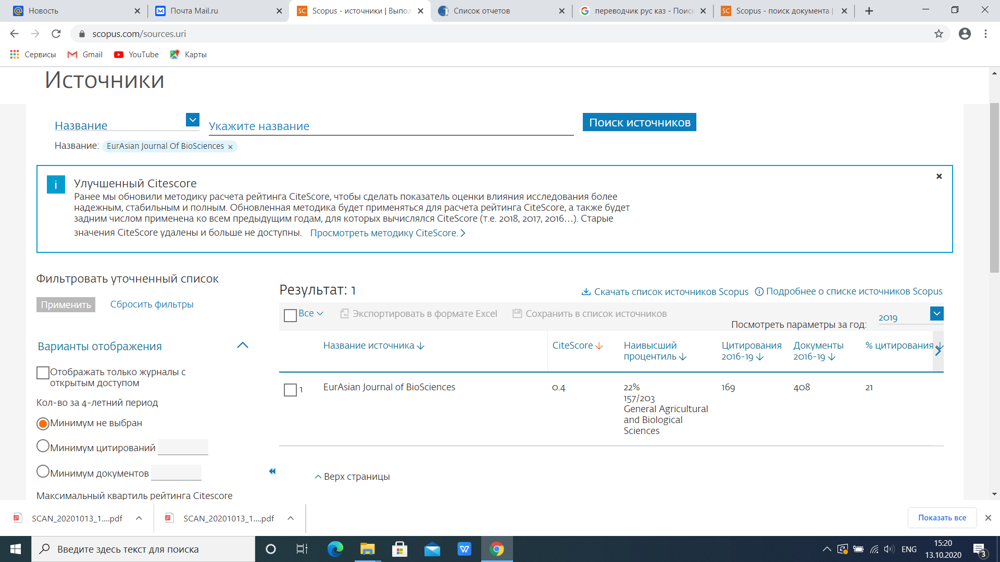 Новость
Почта Mail.ru
Scopus - источники | Выпол
Список отчетов
переводчик рус каз - Поиск
Scopus - поиск документа |
scopus.com/sources.uri
Сервисы
Gmail
YouTube
Карты
Источники
Название
Укажите название
Поиск источников
Название: EurAsian Journal Of BioSciences ×
i
Улучшенный Citescore
Ранее мы обновили методику расчета рейтинга CiteScore, чтобы сделать показатель оценки влияния исследования более
надежным, стабильным и полным. Обновленная методика будет применяться для расчета рейтинга CiteScore, а также будет
задним числом применена ко всем предыдущим годам, для которых вычислялся CiteScore (т.е. 2018, 2017, 2016...). Старые
значения CiteScore удалены и больше не доступны. Просмотреть методику CiteScore.
Фильтровать уточненный список
Применить
Сбросить фильтры
Варианты отображения
Отображать только журналы с
открытым доступом
Кол-во за 4-летний период
Минимум не выбран
Минимум цитирований
Минимум документов
Максимальный квартиль рейтинга Citescore
Результат: 1
Скачать список источников Scopus
Подробнее о списке источников Scopus
Все
Экспортировать в формате Excel
Сохранить в список источников
Посмотреть параметры за год:
2019
Название источника
CiteScore
Наивысший
процентиль
Цитирования
2016-19
Документы
2016-19
% цитирования
1
EurAsian Journal of BioSciences
0.4
22%
157/203
General Agricultural
and Biological
Sciences
169
408
21
Верх страницы
SCAN_20201013_1....pdf
SCAN_20201013_1....pdf
Показать все
Введите здесь текст для поиска
ENG
15:20
13.10.2020
3